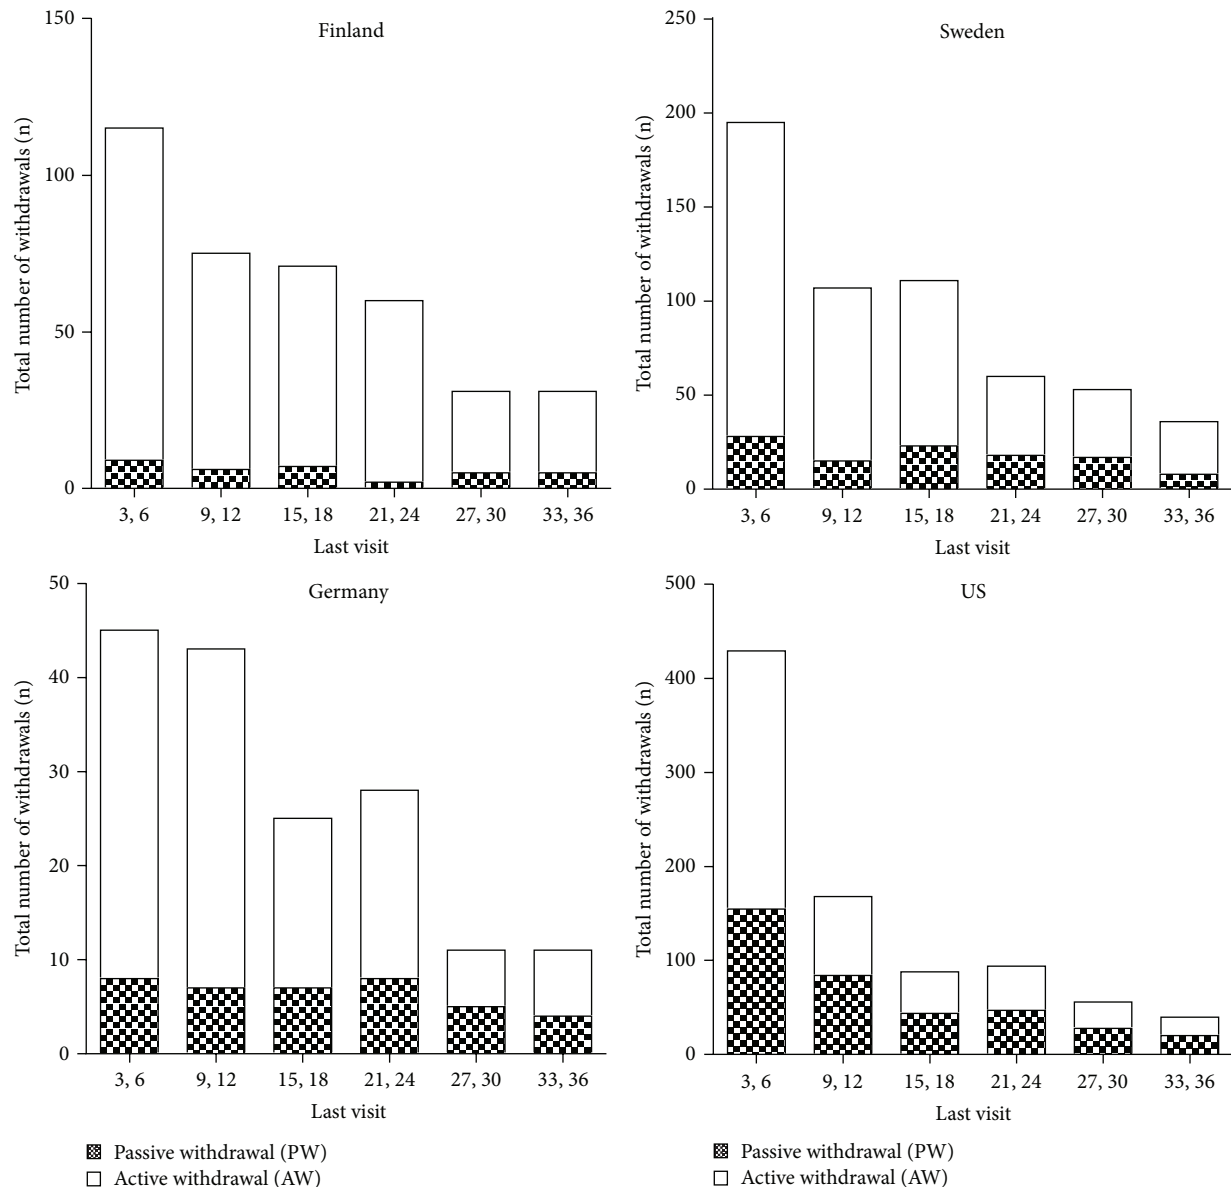 Finland
Total number of withdrawals (n)
150
100
50
0
3, 6
9, 12
15, 18
21, 24
27, 30
33, 36
Last visit
Sweden
Total number of withdrawals (n)
250
200
150
100
50
0
3, 6
9, 12
15, 18
21, 24
27, 30
33, 36
Last visit
Germany
Total number of withdrawals (n)
50
40
30
20
10
0
3, 6
9, 12
15, 18
21, 24
27, 30
33, 36
Last visit
Passive withdrawal (PW)
Active withdrawal (AW)
US
Total number of withdrawals (n)
500
400
300
200
100
0
3, 6
9, 12
15, 18
21, 24
27, 30
33, 36
Last visit
Passive withdrawal (PW)
Active withdrawal (AW)